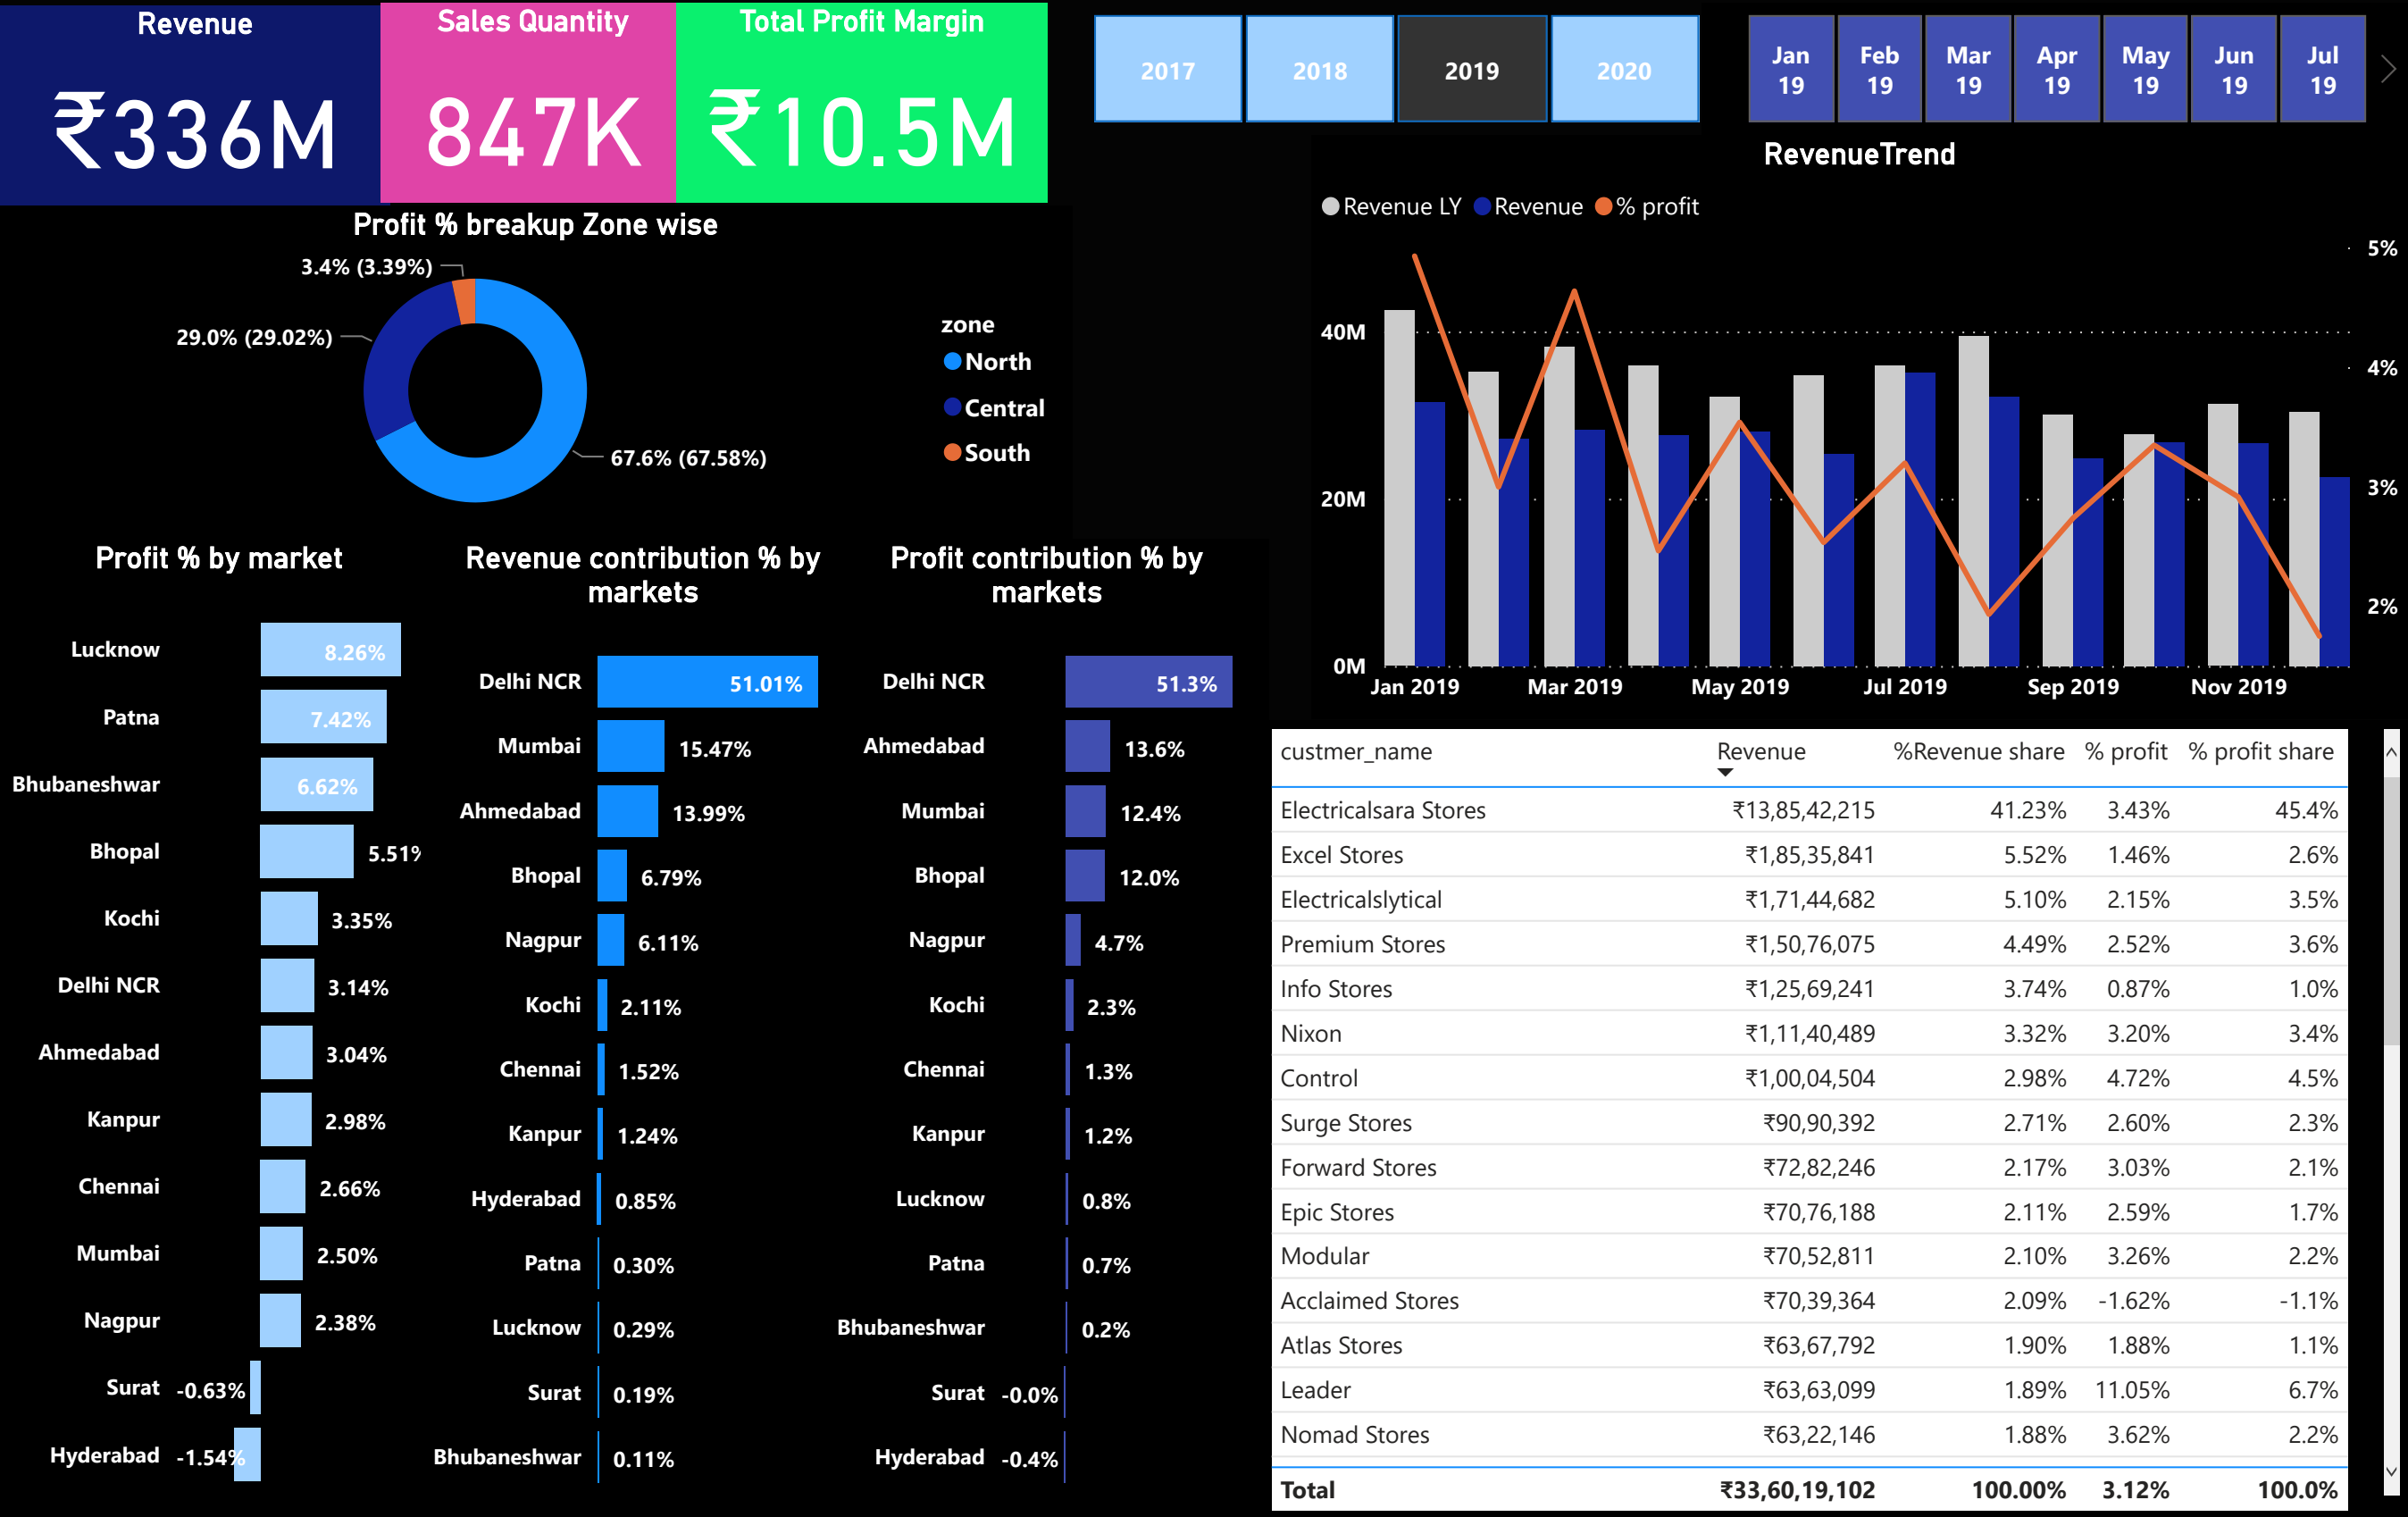 Revenue
₹336M
Sales Quantity
847K
Total Profit Margin
₹10.5M
2017
2018
2019
2020
Jan
19
Feb
19
Mar
19
Apr
19
May
19
Jun
19
Jul
19
Profit % breakup Zone wise
3.4% (3.39%)
29.0% (29.02%)
67.6% (67.58%)
zone
North
Central
South
RevenueTrend
Revenue LY Revenue % profit
40M
20M
0M
5%
4%
3%
2%
Jan 2019
Mar 2019
May 2019
Jul 2019
Sep 2019
Nov 2019
Profit % by market
Lucknow 8.26%
Patna 7.42%
Bhubaneshwar 6.62%
Bhopal 5.51%
Kochi 3.35%
Delhi NCR 3.14%
Ahmedabad 3.04%
Kanpur 2.98%
Chennai 2.66%
Mumbai 2.50%
Nagpur 2.38%
Surat -0.63%
Hyderabad -1.54%
Revenue contribution % by
markets
Delhi NCR 51.01%
Mumbai 15.47%
Ahmedabad 13.99%
Bhopal 6.79%
Nagpur 6.11%
Kochi 2.11%
Chennai 1.52%
Kanpur 1.24%
Hyderabad 0.85%
Patna 0.30%
Lucknow 0.29%
Surat 0.19%
Bhubaneshwar 0.11%
Profit contribution % by
markets
Delhi NCR 51.3%
Ahmedabad 13.6%
Mumbai 12.4%
Bhopal 12.0%
Nagpur 4.7%
Kochi 2.3%
Chennai 1.3%
Kanpur 1.2%
Lucknow 0.8%
Patna 0.7%
Bhubaneshwar 0.2%
Surat -0.0%
Hyderabad -0.4%
custmer_name Revenue %Revenue share % profit % profit share
Electricalsara Stores ₹13,85,42,215 41.23% 3.43% 45.4%
Excel Stores ₹1,85,35,841 5.52% 1.46% 2.6%
Electricalslytical ₹1,71,44,682 5.10% 2.15% 3.5%
Premium Stores ₹1,50,76,075 4.49% 2.52% 3.6%
Info Stores ₹1,25,69,241 3.74% 0.87% 1.0%
Nixon ₹1,11,40,489 3.32% 3.20% 3.4%
Control ₹1,00,04,504 2.98% 4.72% 4.5%
Surge Stores ₹90,90,392 2.71% 2.60% 2.3%
Forward Stores ₹72,82,246 2.17% 3.03% 2.1%
Epic Stores ₹70,76,188 2.11% 2.59% 1.7%
Modular ₹70,52,811 2.10% 3.26% 2.2%
Acclaimed Stores ₹70,39,364 2.09% -1.62% -1.1%
Atlas Stores ₹63,67,792 1.90% 1.88% 1.1%
Leader ₹63,63,099 1.89% 11.05% 6.7%
Nomad Stores ₹63,22,146 1.88% 3.62% 2.2%
Total ₹33,60,19,102 100.00% 3.12% 100.0%